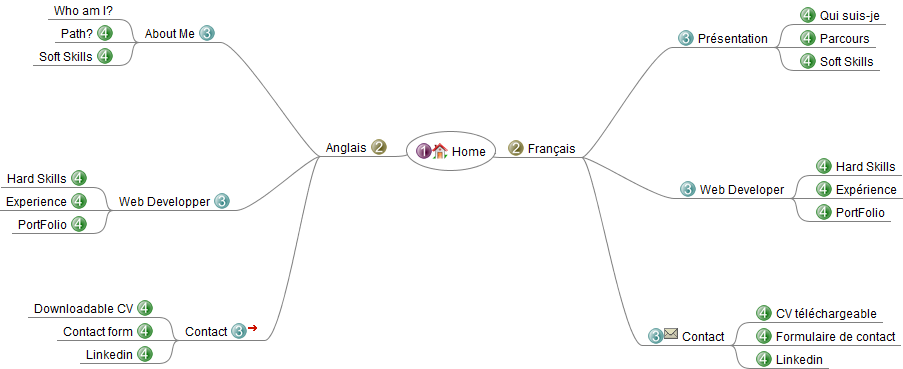 Who am I?
Path? 4
Soft Skills 4
About Me 3
Hard Skills 4
Experience 4
PortFolio 4
Web Developper 3
Downloadable CV 4
Contact form 4
Linkedin 4
Contact 3
Anglais 2
1 Home
2 Français
3 Présentation
4 Qui suis-je
4 Parcours
4 Soft Skills
3 Web Developer
4 Hard Skills
4 Expérience
4 PortFolio
3 Contact
4 CV téléchargeable
4 Formulaire de contact
4 Linkedin